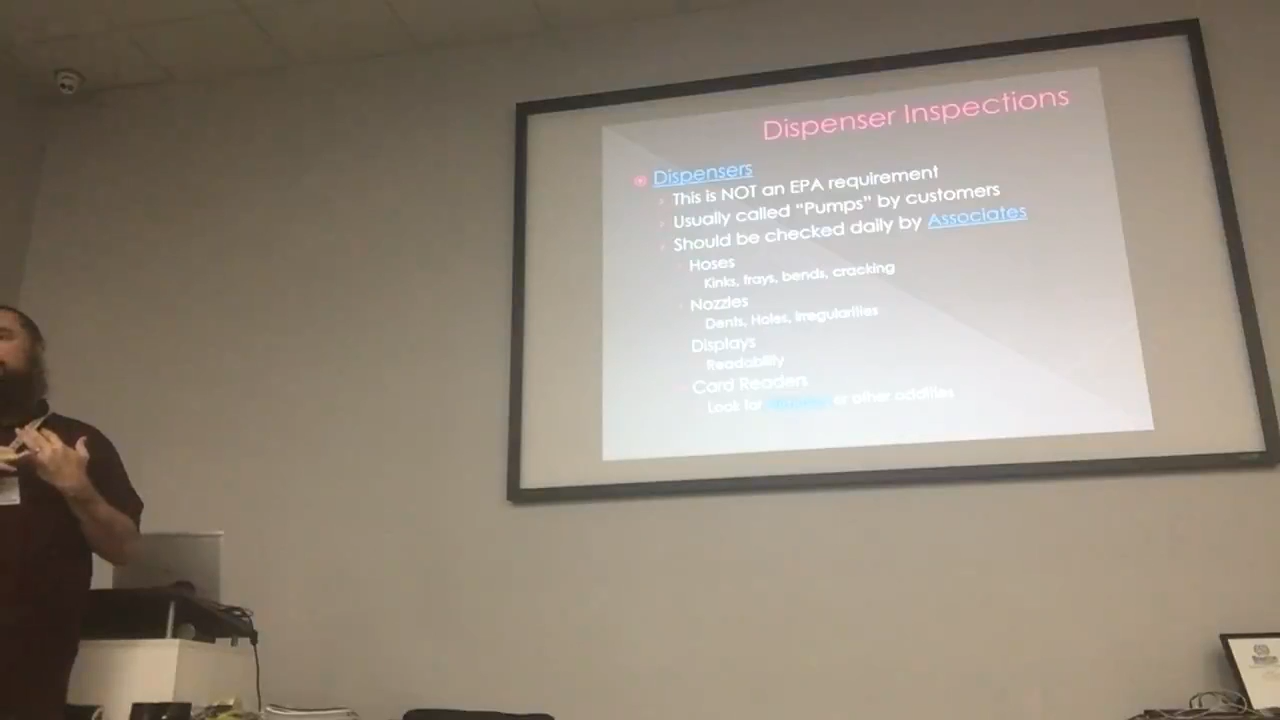 Dispenser Inspections
Dispensers
This is NOT an EPA requirement
Usually called “Pumps” by customers
Should be checked daily by Associates
Hoses
Kinks, frays, bends, cracking
Nozzles
Dents, Holes, Irregularities
Displays
Readability
Card Readers
Look for or other oddities